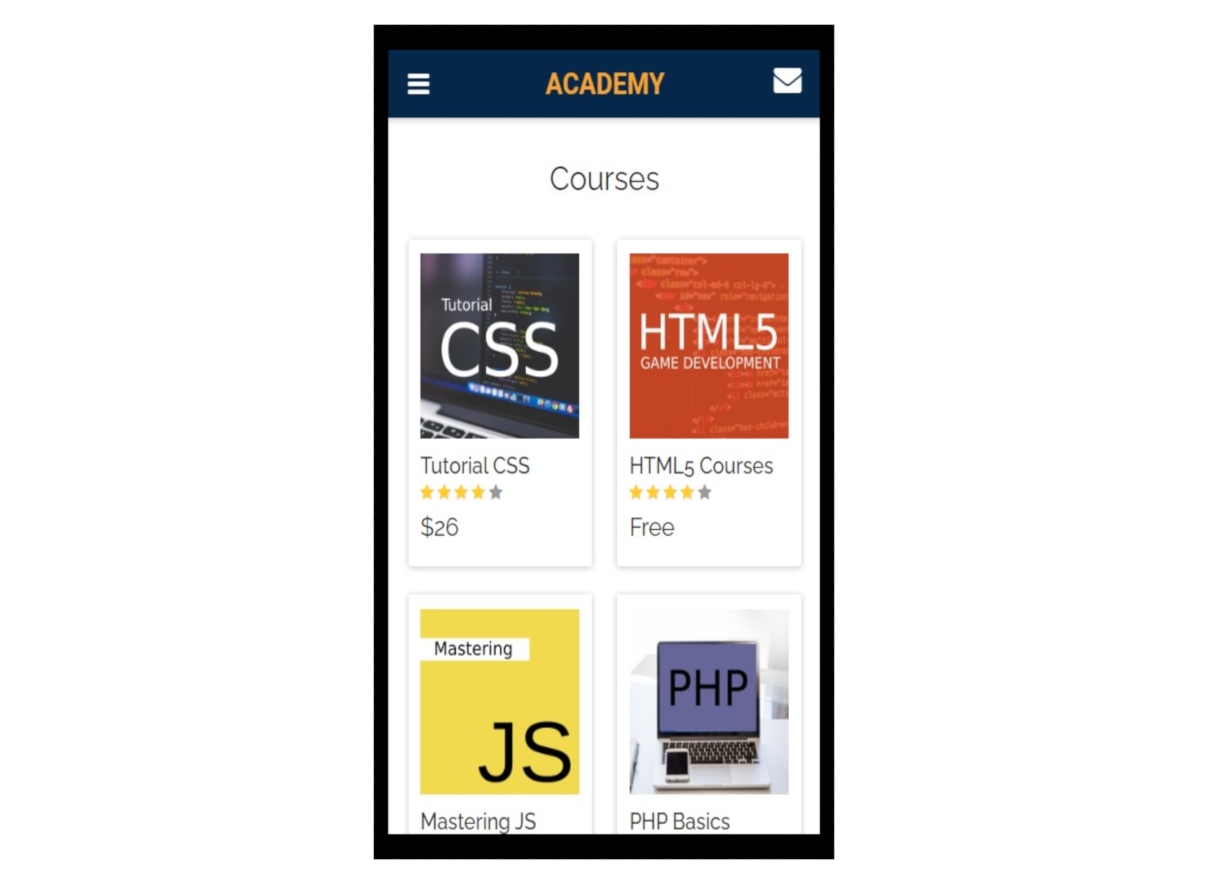 ACADEMY
Courses
Tutorial
CSS
HTML5
GAME DEVELOPMENT
Tutorial CSS
HTML5 Courses
$26
Free
Mastering
JS
PHP
Mastering JS
PHP Basics